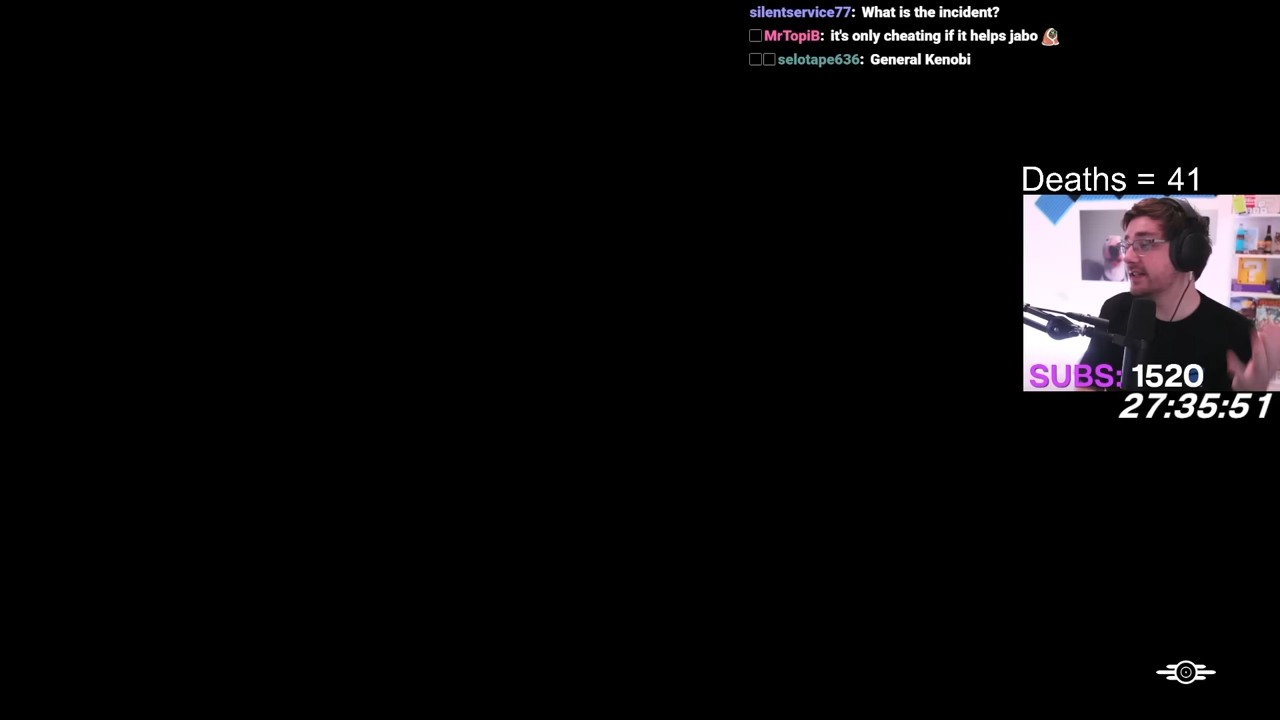 silentservice77: What is the incident?
MrTopiB: it's only cheating if it helps jabo
selotape636: General Kenobi
Deaths = 41
SUBS: 1520
27:35:51